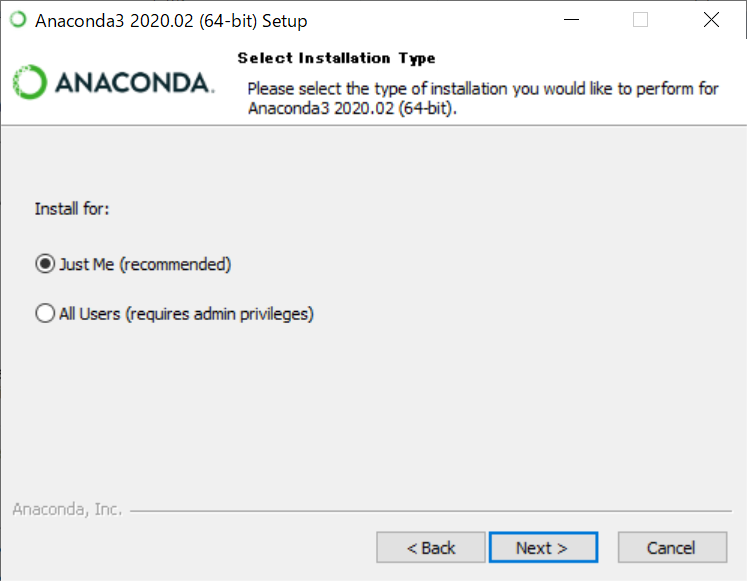 Anaconda3 2020.02 (64-bit) Setup
Select Installation Type
ANACONDA.
Please select the type of installation you would like to perform for
Anaconda3 2020.02 (64-bit).
Install for:
Just Me (recommended)
All Users (requires admin privileges)
Anaconda, Inc.
< Back
Next >
Cancel